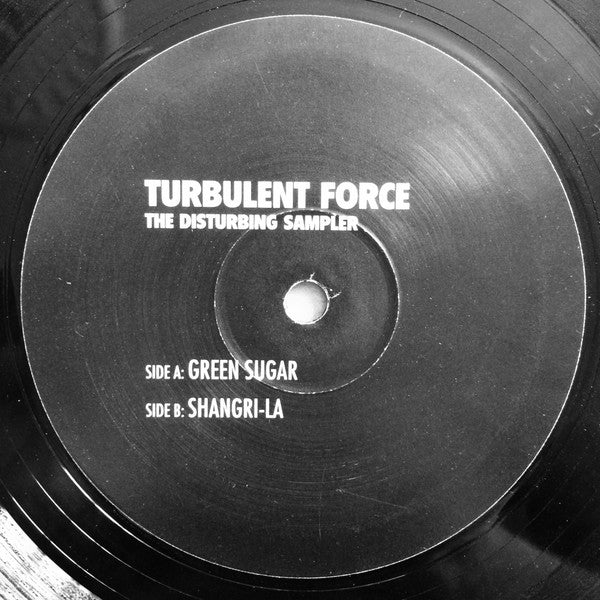 TURBULENT FORCE
THE DISTURBING SAMPLER
SIDE A: GREEN SUGAR
SIDE B: SHANGRI-LA